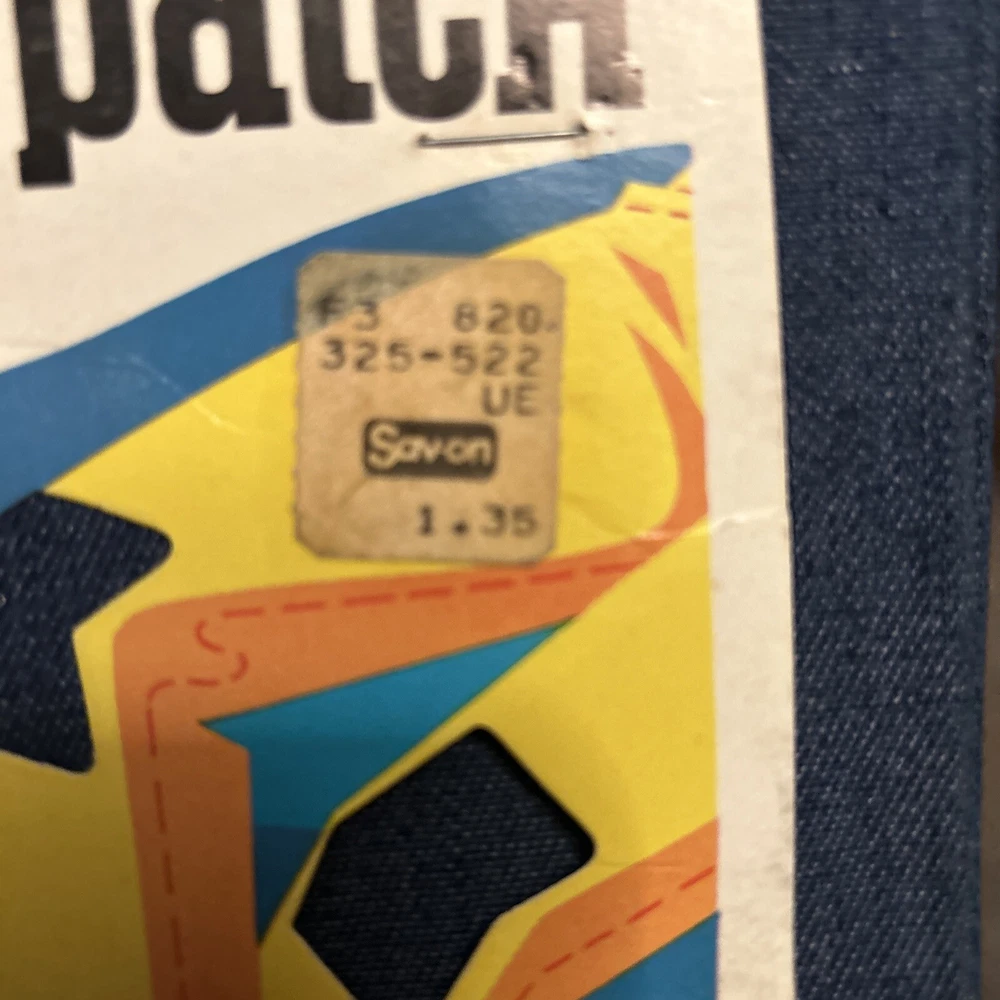 patch
F3 820.
325-522
UE
Sav-on
1.35